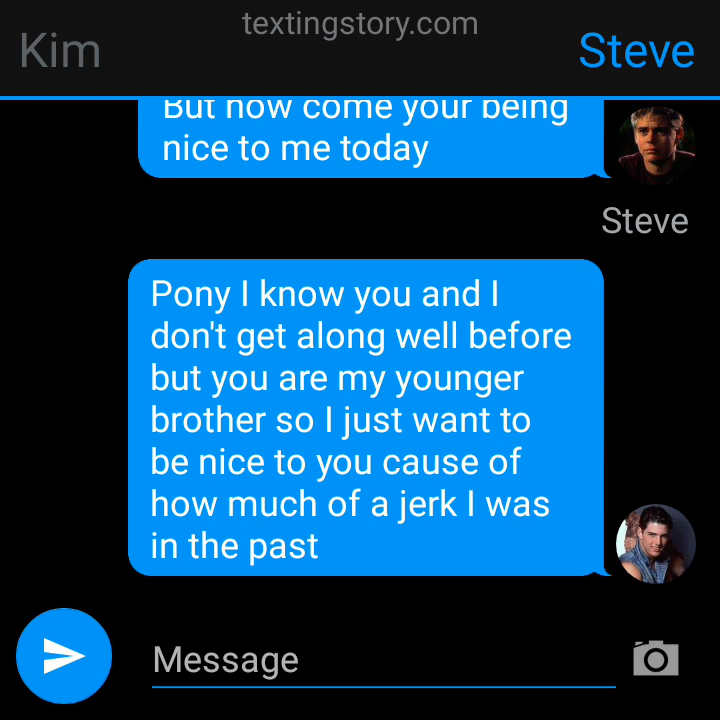 textingstory.com
Kim
Steve
But how come your being
nice to me today
Steve
Pony I know you and I
don't get along well before
but you are my younger
brother so I just want to
be nice to you cause of
how much of a jerk I was
in the past
Message